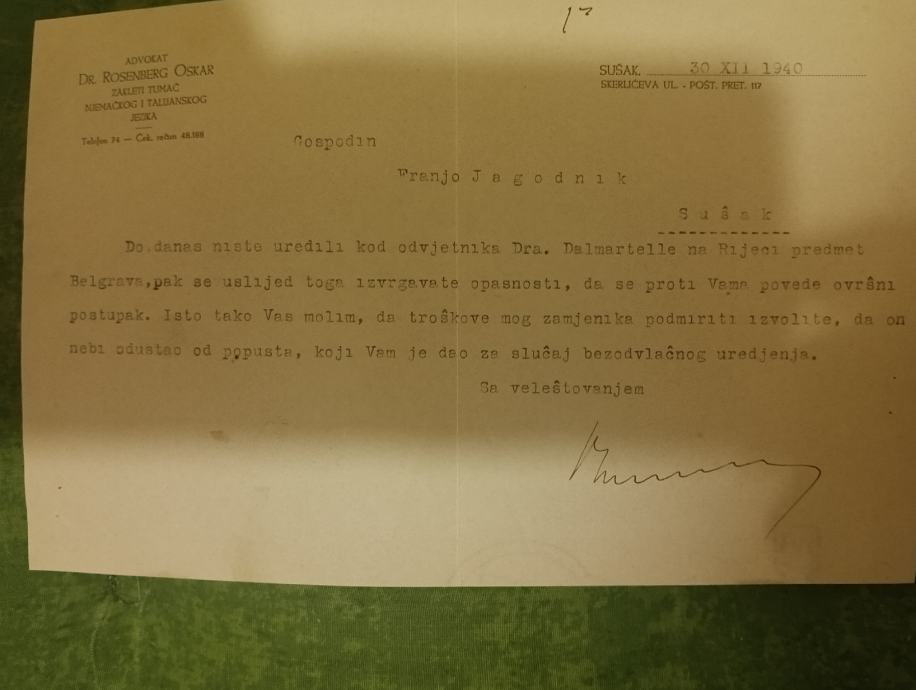 ADVOKAT
DR. ROSENBERG OSKAR
ZAKLETI TUMAČ
NJEMAČKOG I TALIJANSKOG
JEZIKA
Telefon 74 — Ček. račun 48.188
SUŠAK, 30 XII 1940
SKERLIĆEVA UL. - POŠT. PRET. 117
Gospodin
Franjo J a g o d n i k
S u š a k
Do danas niste uredili kod odvjetnika Dra. Dalmartelle na Rijeci predmet
Belgrava,pak se uslijed toga izvrgavate opasnosti, da se proti Vama povede ovršni
postupak. Isto tako Vas molim, da troškove mog zamjenika podmiriti izvolite, da on
nebi odustao od popusta, koji Vam je dao za slučaj bezodvlačnog uredjenja.
Sa veleštovanjem